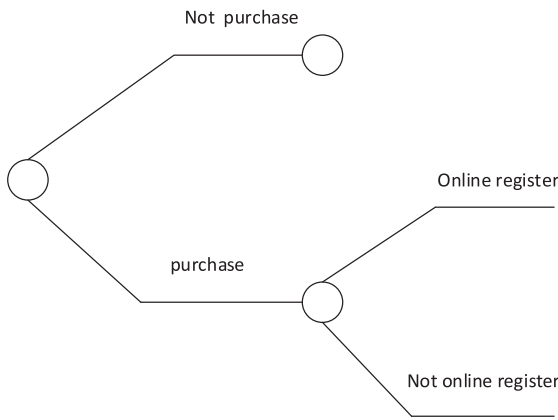 Not purchase
Online register
purchase
Not online register